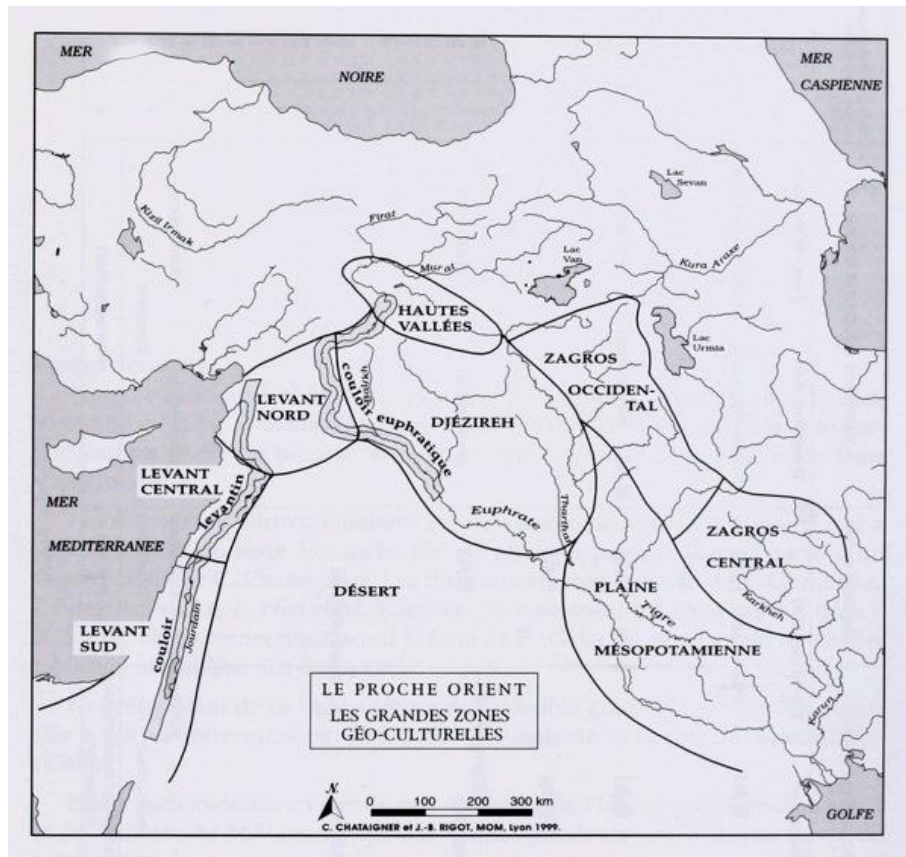 MER
NOIRE
MER
CASPIENNE
Lac
Sevan
Kizil Irmak
Firat
Murat
Lac
Van
Kura Araxe
HAUTES
VALLÉES
Lac
Urmia
ZAGROS
OCCIDEN-
TAL
LEVANT
NORD
couloir euphratique
DJÉZIREH
LEVANT
CENTRAL
levantin
Euphrate
Tharthar
ZAGROS
CENTRAL
MER
MEDITERRANEE
DÉSERT
PLAINE
Tigre
Karkheh
MÉSOPOTAMIENNE
LEVANT
SUD
couloir
Jourdain
Karun
LE PROCHE ORIENT
LES GRANDES ZONES
GÉO-CULTURELLES
N
0 100 200 300 km
C. CHATAIGNER et J.-B. RIGOT, MOM, Lyon 1999.
GOLFE